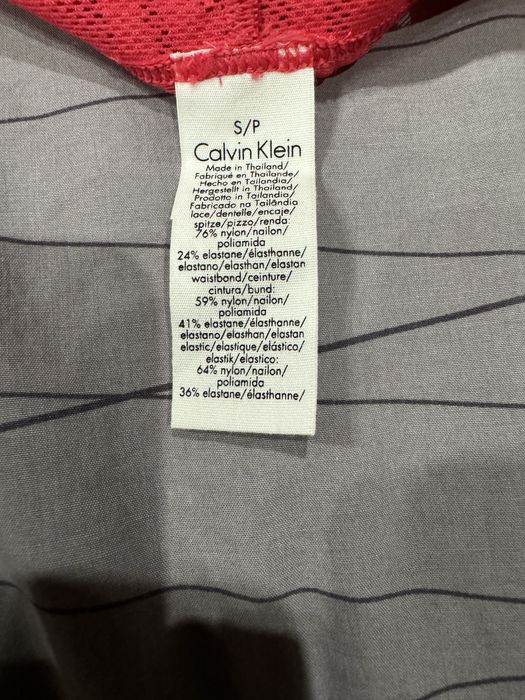 S/P
Calvin Klein
Made in Thailand/
Fabriqué en Thaïlande/
Hecho en Tailandia/
Hergestellt in Thailand/
Prodotto in Tailandia/
Fabricado na Tailândia
lace/dentelle/encaje/
spitze/pizzo/renda:
76% nylon/nailon/
poliamida
24% elastane/élasthanne/
elastano/elasthan/elastan
waistband/ceinture/
cintura/bund:
59% nylon/nailon/
poliamida
41% elastane/élasthanne/
elastano/elasthan/elastan
elastic/elastique/elástico/
elastik/elastico:
64% nylon/nailon/
poliamida
36% elastane/élasthanne/